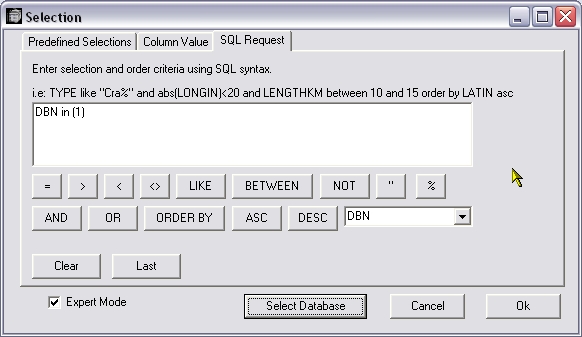 Selection
Predefined Selections Column Value SQL Request
Enter selection and order criteria using SQL syntax.
i.e: TYPE like "Cra%" and abs(LONGIN)<20 and LENGTHKM between 10 and 15 order by LATIN asc
DBN in (1)
= > < <> LIKE BETWEEN NOT " %
AND OR ORDER BY ASC DESC DBN
Clear Last
Expert Mode Select Database Cancel Ok